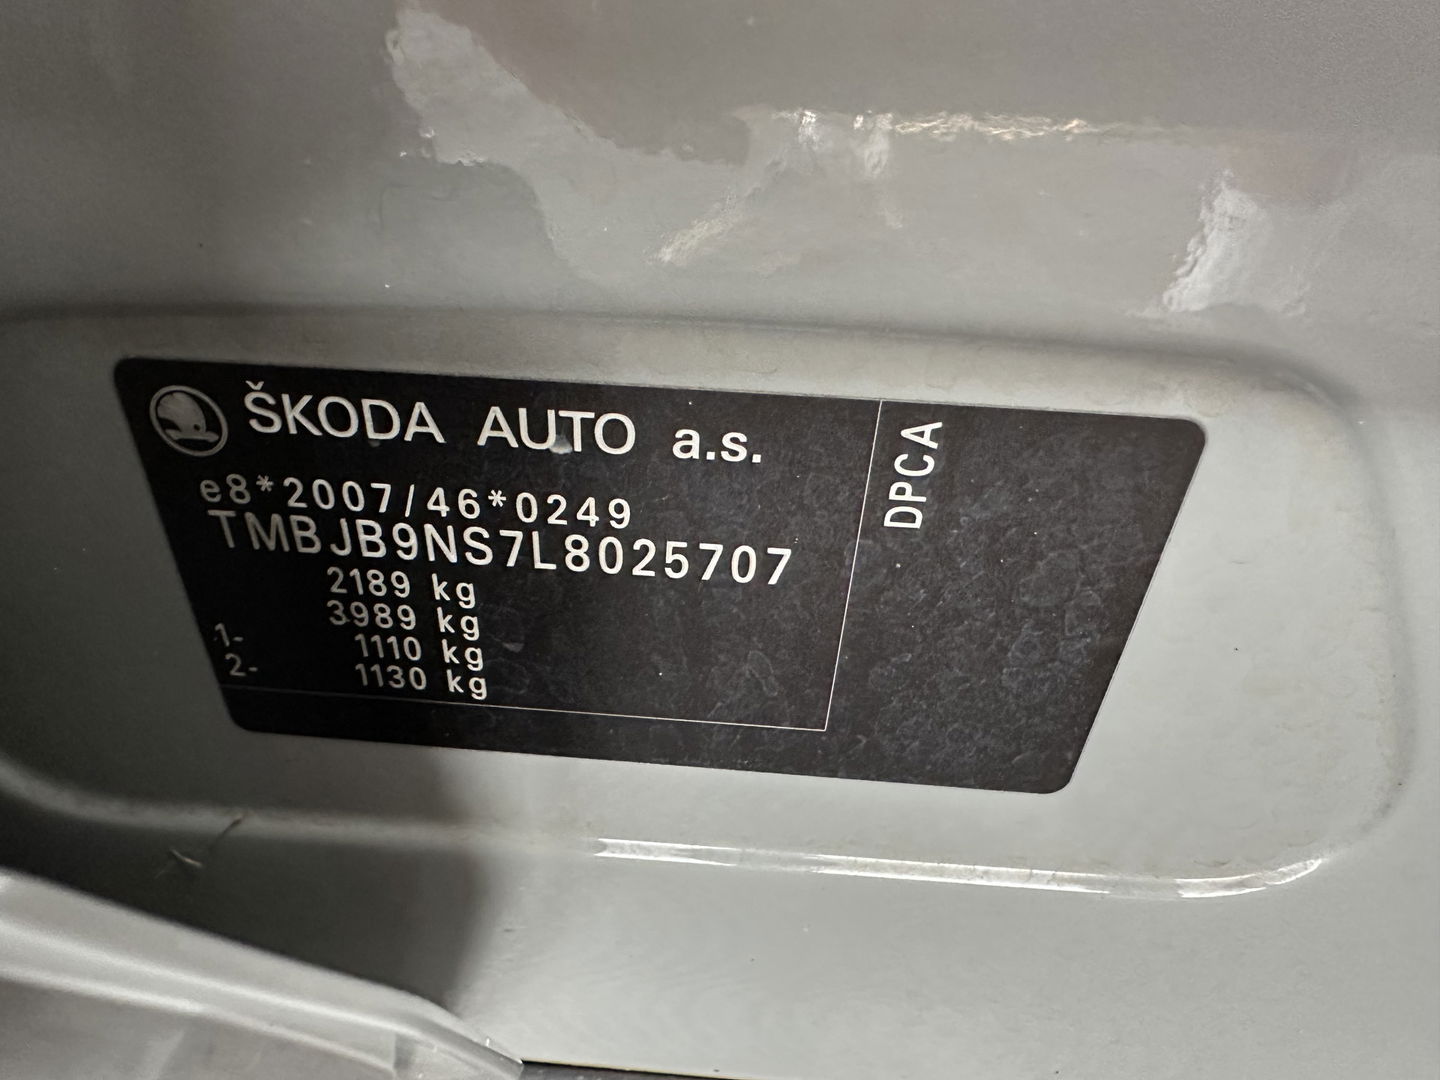 ŠKODA AUTO a.s.
e8*2007/46*0249
TMBJB9NS7L8025707
2189 kg
3989 kg
1- 1110 kg
2- 1130 kg
DPCA